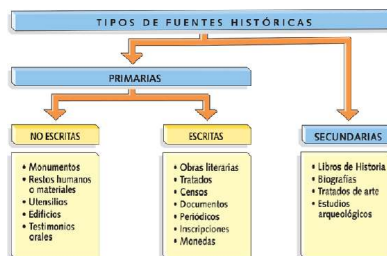 TIPOS DE FUENTES HISTÓRICAS
PRIMARIAS
NO ESCRITAS
• Monumentos
• Restos humanos
o materiales
• Utensilios
• Edificios
• Testimonios
orales
ESCRITAS
• Obras literarias
• Tratados
• Censos
• Documentos
• Periódicos
• Inscripciones
• Monedas
SECUNDARIAS
• Libros de Historia
• Biografías
• Tratados de arte
• Estudios
arqueológicos